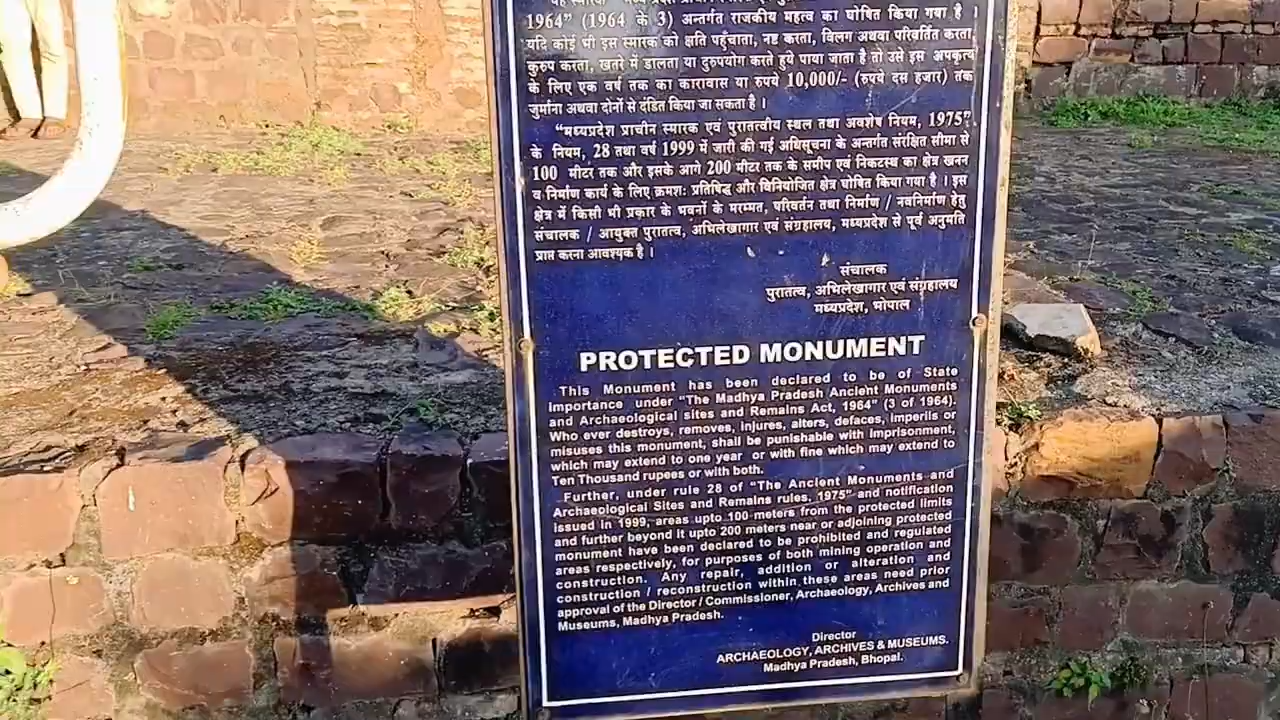 1964” (1964 के 3) अन्तर्गत राजकीय महत्व का घोषित किया गया है ।
यदि कोई भी इस स्मारक को क्षति पहुँचाता, नष्ट करता, विलग अथवा परिवर्तित करता,
कुरुप करता, खतरे में डालता या दुरुपयोग करते हुये पाया जाता है तो उसे इस अपकृत्य
के लिए एक वर्ष तक का कारावास या रुपये 10,000/- (रुपये दस हजार) तक
जुर्माना अथवा दोनों से दंडित किया जा सकता है ।
“मध्यप्रदेश प्राचीन स्मारक एवं पुरातत्वीय स्थल तथा अवशेष नियम, 1975”
के नियम, 28 तथा वर्ष 1999 में जारी की गई अधिसूचना के अन्तर्गत संरक्षित सीमा से
100 मीटर तक और इसके आगे 200 मीटर तक के समीप एवं निकटस्थ का क्षेत्र खनन
व निर्माण कार्य के लिए क्रमश: प्रतिषिद्ध और विनियोजित क्षेत्र घोषित किया गया है । इस
क्षेत्र में किसी भी प्रकार के भवनों के मरम्मत, परिवर्तन तथा निर्माण / नवनिर्माण हेतु
संचालक / आयुक्त पुरातत्व, अभिलेखागार एवं संग्रहालय, मध्यप्रदेश से पूर्व अनुमति
प्राप्त करना आवश्यक है ।
संचालक
पुरातत्व, अभिलेखागार एवं संग्रहालय
मध्यप्रदेश, भोपाल
PROTECTED MONUMENT
This Monument has been declared to be of State
Importance under “The Madhya Pradesh Ancient Monuments
and Archaeological sites and Remains Act, 1964” (3 of 1964).
Who ever destroys, removes, injures, alters, defaces, imperils or
misuses this monument, shall be punishable with imprisonment,
which may extend to one year or with fine which may extend to
Ten Thousand rupees or with both.
Further, under rule 28 of “The Ancient Monuments and
Archaeological Sites and Remains rules, 1975” and notification
issued in 1999, areas upto 100 meters from the protected limits
and further beyond it upto 200 meters near or adjoining protected
monument have been declared to be prohibited and regulated
areas respectively, for purposes of both mining operation and
construction. Any repair, addition or alteration and
construction / reconstruction within these areas need prior
approval of the Director / Commissioner, Archaeology, Archives and
Museums, Madhya Pradesh.
Director
ARCHAEOLOGY, ARCHIVES & MUSEUMS.
Madhya Pradesh, Bhopal.